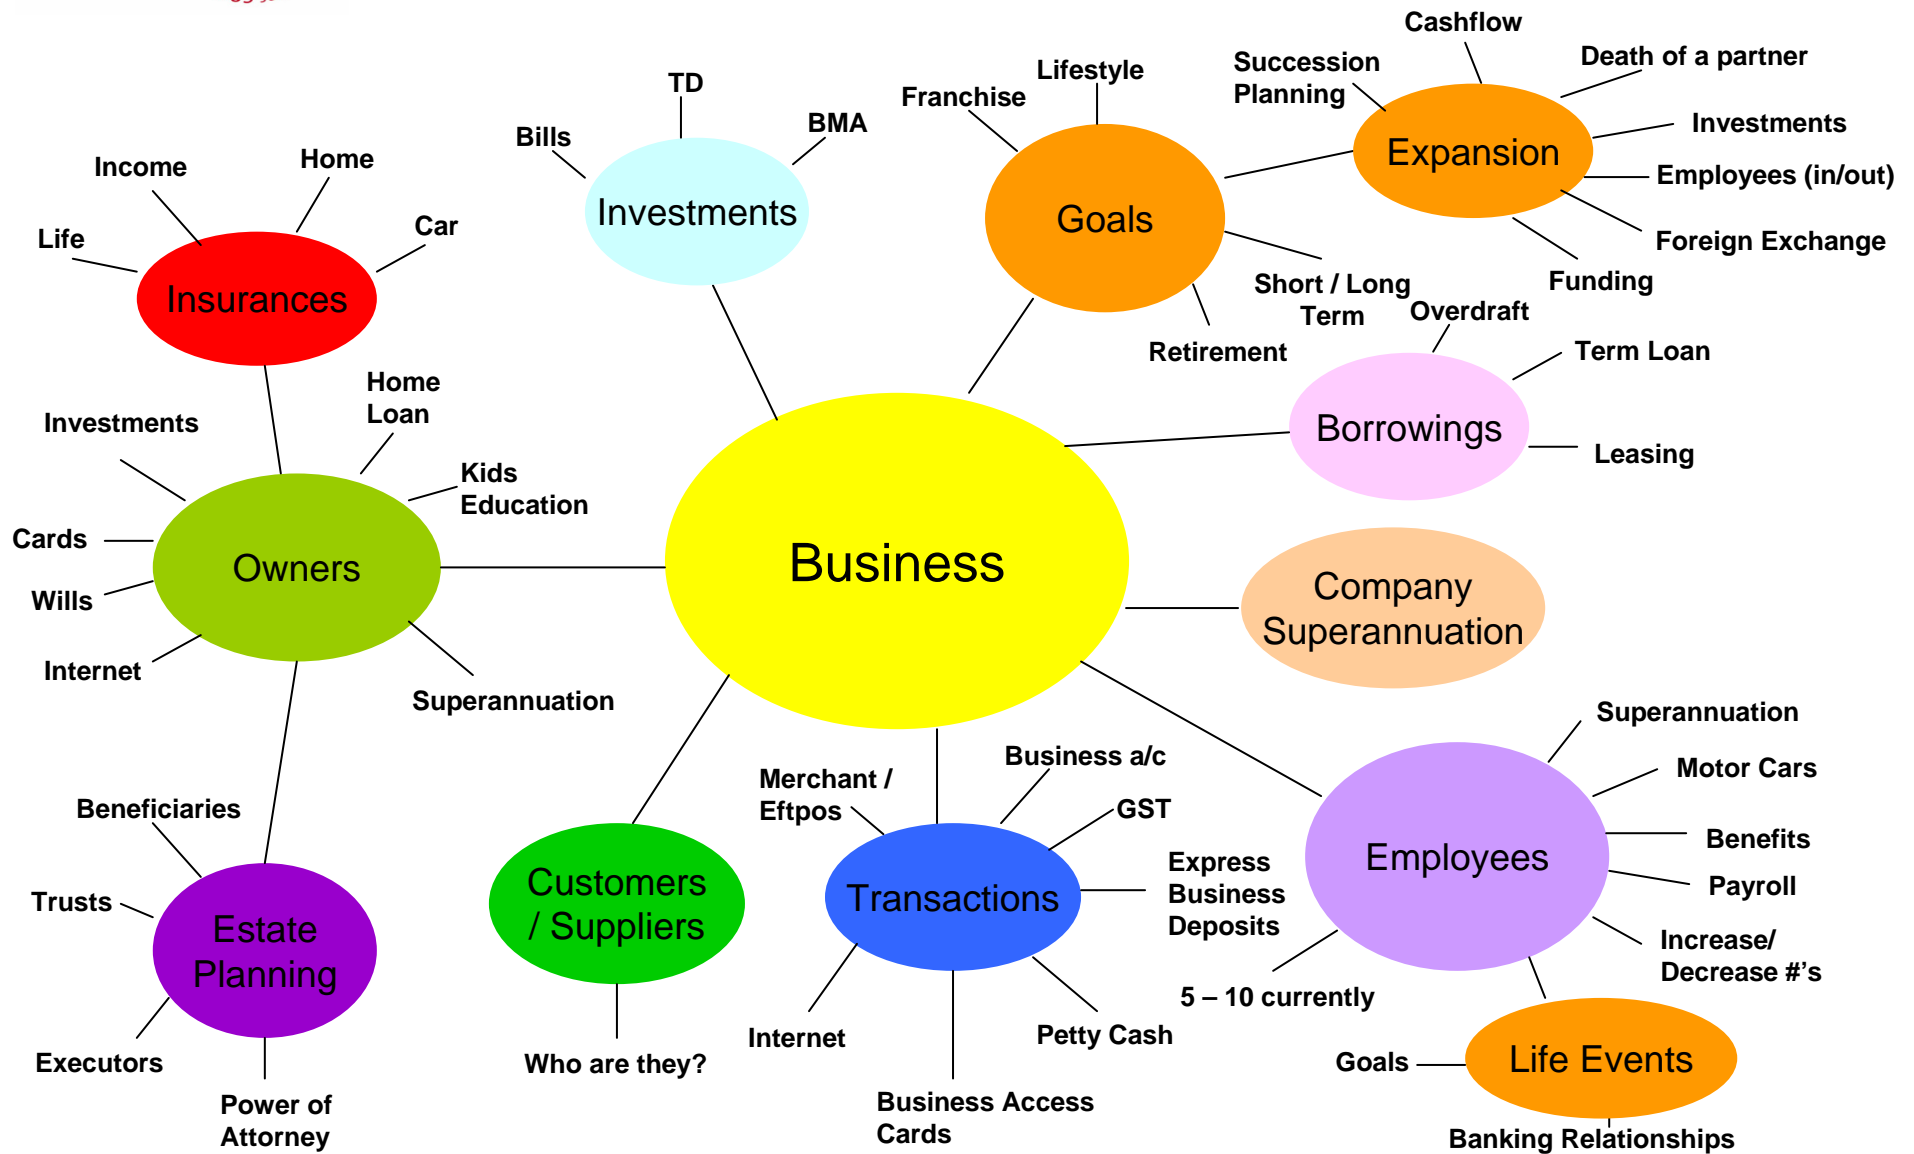 Cashflow
Death of a partner
Succession
Planning
Lifestyle
Franchise
TD
BMA
Bills
Investments
Employees (in/out)
Foreign Exchange
Funding
Expansion
Goals
Short / Long
Term
Retirement
Investments
Income
Home
Life
Car
Insurances
Overdraft
Term Loan
Leasing
Borrowings
Home
Loan
Investments
Kids
Education
Cards
Wills
Internet
Owners
Superannuation
Business
Company
Superannuation
Superannuation
Motor Cars
Benefits
Payroll
Increase/
Decrease #’s
Employees
5 – 10 currently
Business a/c
Merchant /
Eftpos
GST
Express
Business
Deposits
Transactions
Internet
Petty Cash
Business Access
Cards
Customers
/ Suppliers
Who are they?
Beneficiaries
Trusts
Estate
Planning
Executors
Power of
Attorney
Goals
Life Events
Banking Relationships